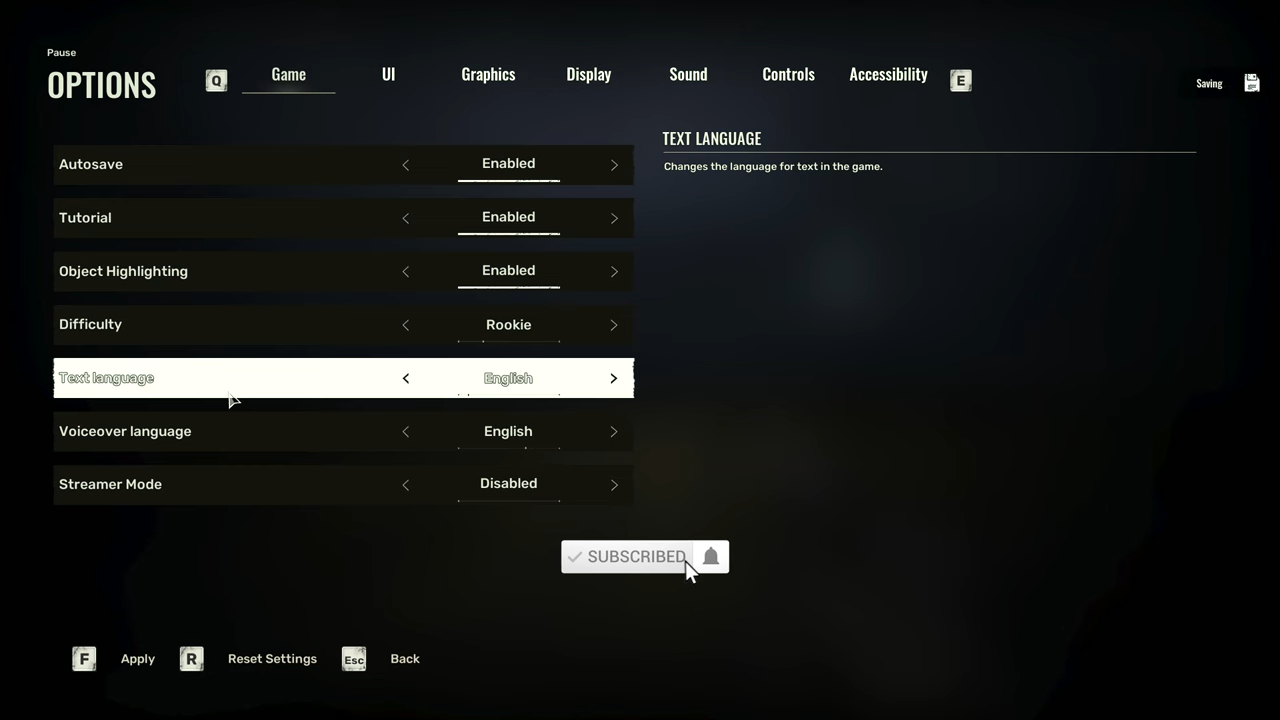 Pause
OPTIONS
Q Game UI Graphics Display Sound Controls Accessibility E
Saving
Autosave < Enabled >
Tutorial < Enabled >
Object Highlighting < Enabled >
Difficulty < Rookie >
Text language < English >
Voiceover language < English >
Streamer Mode < Disabled >
TEXT LANGUAGE
Changes the language for text in the game.
SUBSCRIBED
F Apply R Reset Settings Esc Back